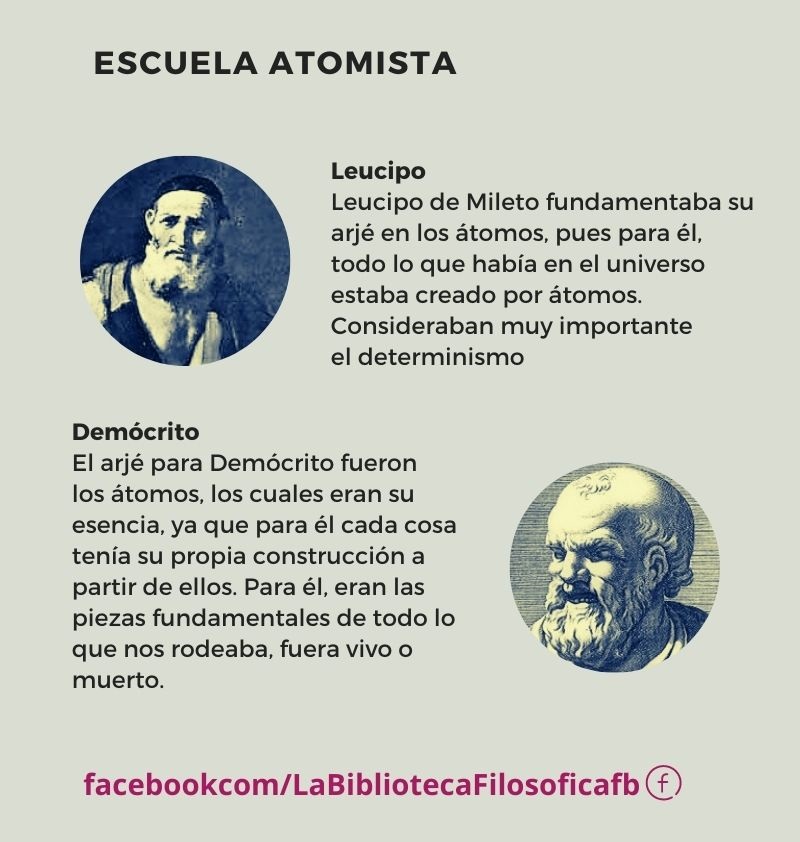 ESCUELA ATOMISTA
Leucipo
Leucipo de Mileto fundamentaba su
arjé en los átomos, pues para él,
todo lo que había en el universo
estaba creado por átomos.
Consideraban muy importante
el determinismo
Demócrito
El arjé para Demócrito fueron
los átomos, los cuales eran su
esencia, ya que para él cada cosa
tenía su propia construcción a
partir de ellos. Para él, eran las
piezas fundamentales de todo lo
que nos rodeaba, fuera vivo o
muerto.
facebookcom/LaBibliotecaFilosoficafb